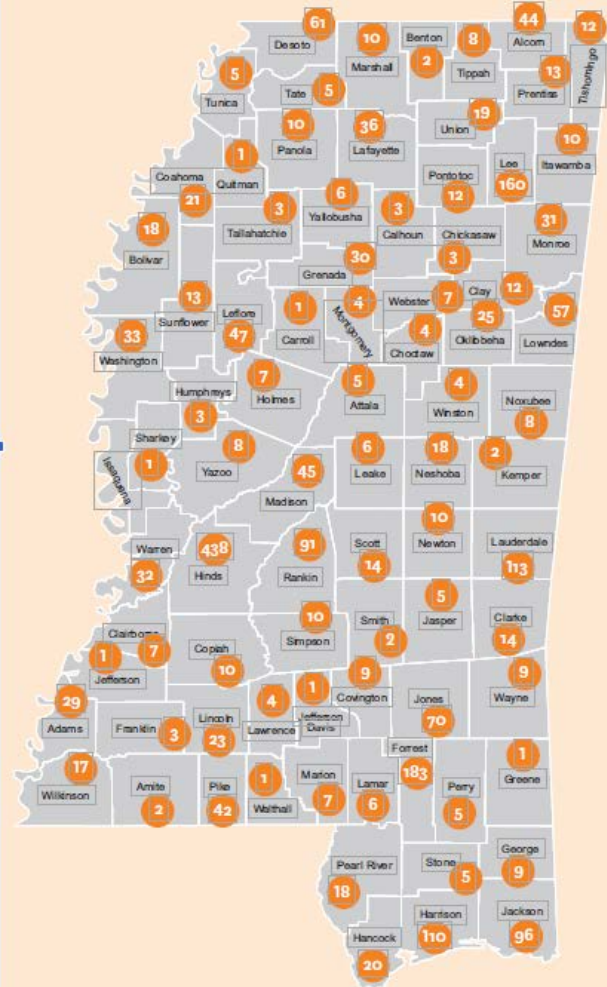 61
Desoto
10
Marshall
Benton
2
8
Tippah
44
Alcorn
12
Tishomingo
5
Tunica
Tate
5
13
Prentiss
10
Panola
36
Lafayette
Union
19
10
Itawamba
1
Quitman
Coahoma
21
Pontotoc
12
Lee
160
3
Tallahatchie
6
Yallobusha
3
Calhoun
Chickasaw
3
31
Monroe
18
Bolivar
Grenada
30
13
Sunflower
Leflore
47
1
Carroll
4
Montgomery
Webster
7
Clay
12
4
Choctaw
25
Oktibbeha
57
Lowndes
33
Washington
Humphreys
3
7
Holmes
5
Attala
4
Winston
Noxubee
8
Sharkey
1
Issaquena
8
Yazoo
45
Madison
6
Leake
18
Neshoba
2
Kemper
Warren
32
438
Hinds
91
Rankin
Scott
14
10
Newton
Lauderdale
113
10
Simpson
Smith
2
5
Jasper
Clarke
14
Clairborne
7
1
Jefferson
Copiah
10
9
Covington
9
Wayne
29
Adams
Franklin
3
Lincoln
23
4
Lawrence
1
Jefferson
Davis
Jones
70
17
Wilkinson
Amite
2
Pike
42
1
Walthall
Marion
7
Lamar
6
Forrest
183
Perry
5
1
Greene
Pearl River
18
Stone
5
George
9
Hancock
20
Harrison
110
Jackson
96